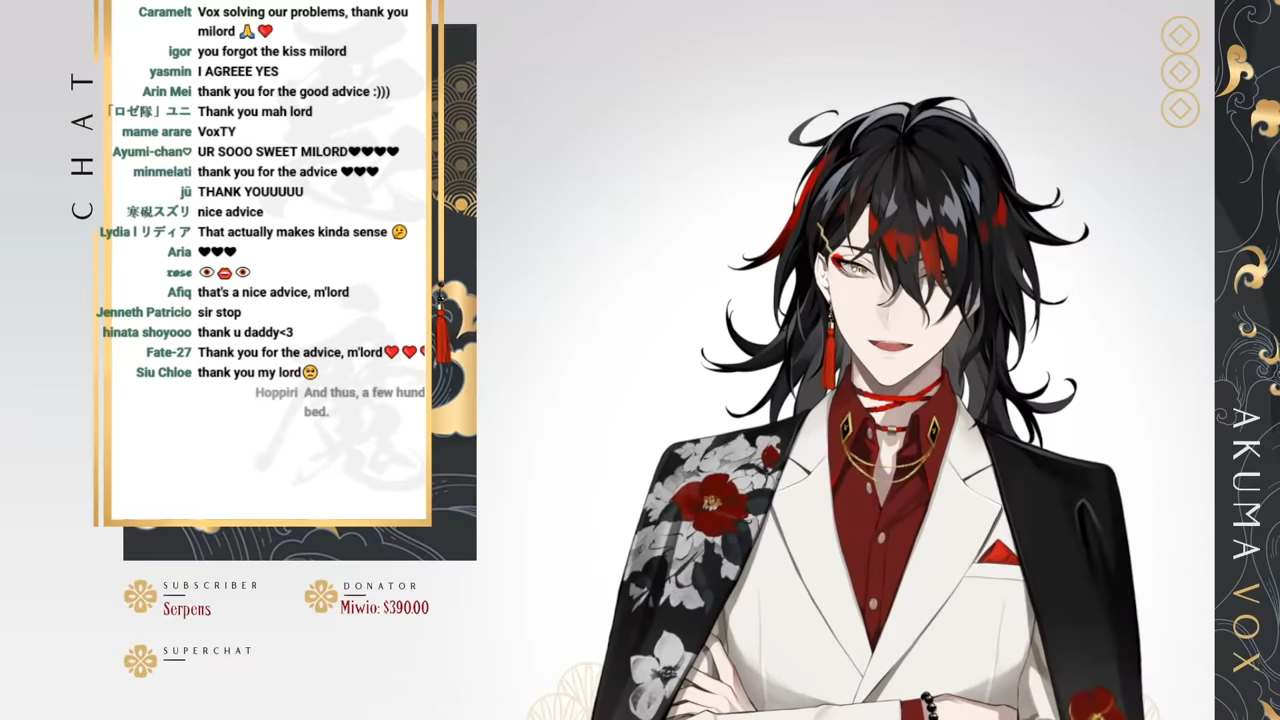 CHAT
Caramelt Vox solving our problems, thank you
milord 🙏❤️
igor you forgot the kiss milord
yasmin I AGREEE YES
Arin Mei thank you for the good advice :)))
「ロゼ隊」ユニ Thank you mah lord
mame arare VoxTY
Ayumi-chan♡ UR SOOO SWEET MILORD♥♥♥♥
minmelati thank you for the advice ♥♥♥
jū THANK YOUUUUU
寒硯スズリ nice advice
Lydia l リディア That actually makes kinda sense 🤔
Aria ♥♥♥
rose 👁️👄👁️
Afiq that's a nice advice, m'lord
Jenneth Patricio sir stop
hinata shoyooo thank u daddy<3
Fate-27 Thank you for the advice, m'lord❤️❤️❤️
Siu Chloe thank you my lord🥺
Hoppiri And thus, a few hund
bed.
SUBSCRIBER
Serpens
DONATOR
Miwio: $390.00
SUPERCHAT
AKUMA VOX